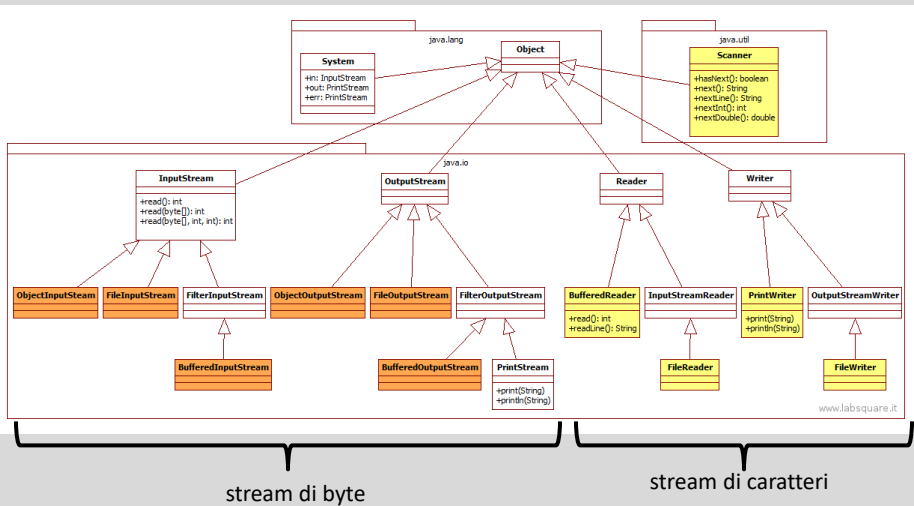 java.lang
java.util
System
+in: InputStream
+out: PrintStream
+err: PrintStream
Object
Scanner
+hasNext(): boolean
+next(): String
+nextLine(): String
+nextInt(): int
+nextDouble(): double
java.io
InputStream
+read(): int
+read(byte[]): int
+read(byte[], int, int): int
OutputStream
Reader
Writer
ObjectInputSteam
FileInputStream
FilterInputStream
ObjectOutputStream
FileOutputStream
FilterOutputStream
BufferedReader
+read(): int
+readLine(): String
InputStreamReader
PrintWriter
+print(String)
+println(String)
OutputStreamWriter
BufferedInputStream
BufferedOutputStream
PrintStream
+print(String)
+println(String)
FileReader
FileWriter
www.labsquare.it
stream di byte
stream di caratteri